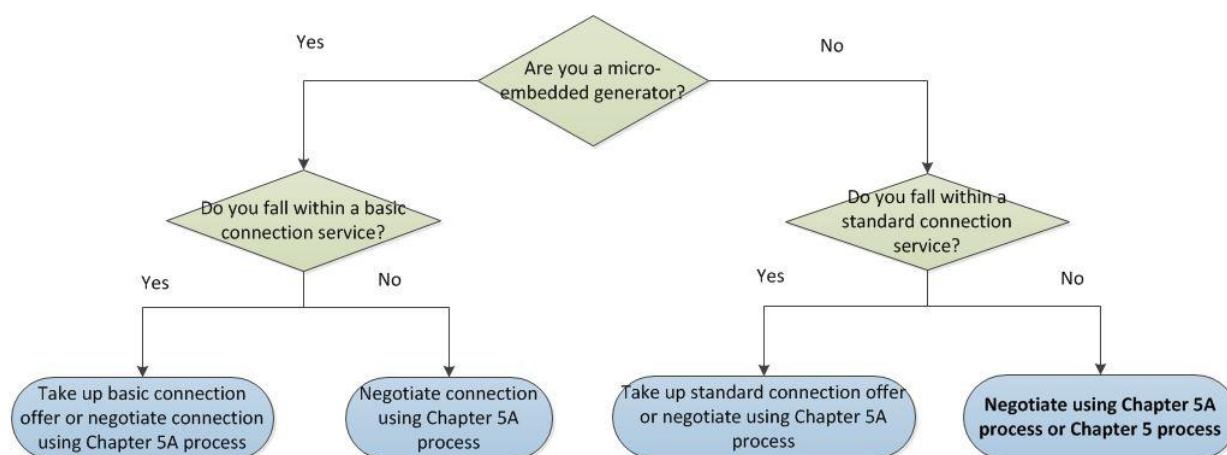 Yes
No
Are you a micro-
embedded generator?
Do you fall within a basic
connection service?
Do you fall within a
standard connection
service?
Yes
No
Yes
No
Take up basic connection
offer or negotiate connection
using Chapter 5A process
Negotiate connection
using Chapter 5A
process
Take up standard connection offer
or negotiate using Chapter 5A
process
Negotiate using Chapter 5A
process or Chapter 5 process